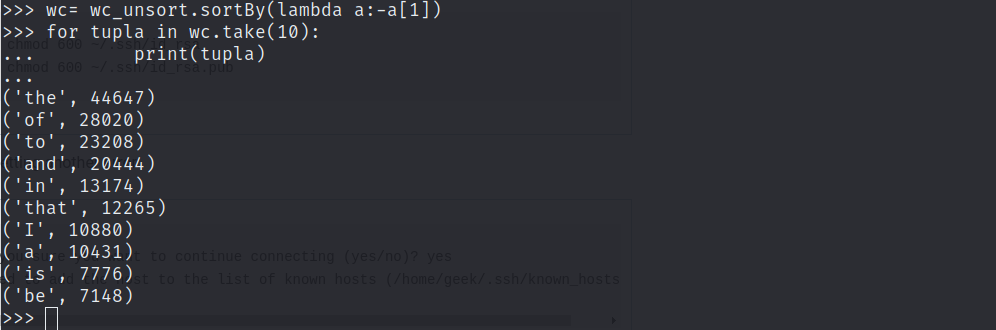 >>> wc= wc_unsort.sortBy(lambda a:-a[1])
>>> for tupla in wc.take(10):
chmod 600 ~/.ssh/id_rsa
...         print(tupla)
chmod 600 ~/.ssh/id_rsa.pub
...
('the', 44647)
('of', 28020)
('to', 23208)
('and', 20444)
('in', 13174)
('that', 12265)
('I', 10880)
('a', 10431)
to continue connecting (yes/no)? yes
('is', 7776)
to the list of known hosts (/home/geek/.ssh/known_hosts
('be', 7148)
>>>